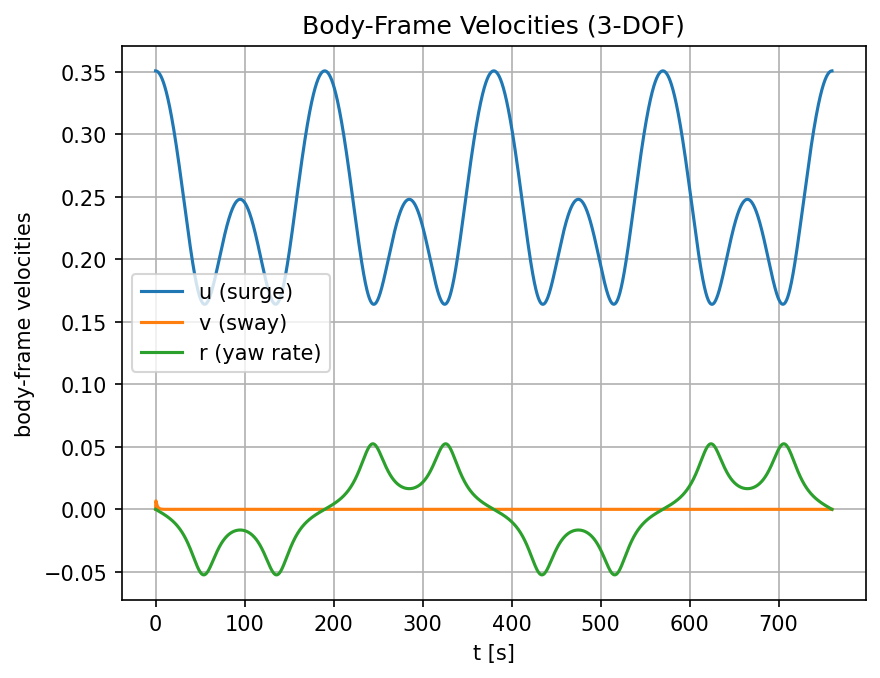 Body-Frame Velocities (3-DOF)
body-frame velocities
0.35
0.30
0.25
0.20
0.15
0.10
0.05
0.00
−0.05
u (surge)
v (sway)
r (yaw rate)
0 100 200 300 400 500 600 700
t [s]